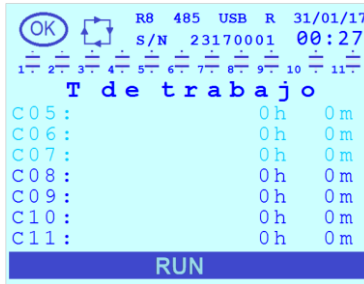 OK R8 485 USB R 31/01/17
S/N 23170001 00:27
1 2 3 4 5 6 7 8 9 10 11
T de trabajo
C05: 0h 0m
C06: 0h 0m
C07: 0h 0m
C08: 0h 0m
C09: 0h 0m
C10: 0h 0m
C11: 0h 0m
RUN